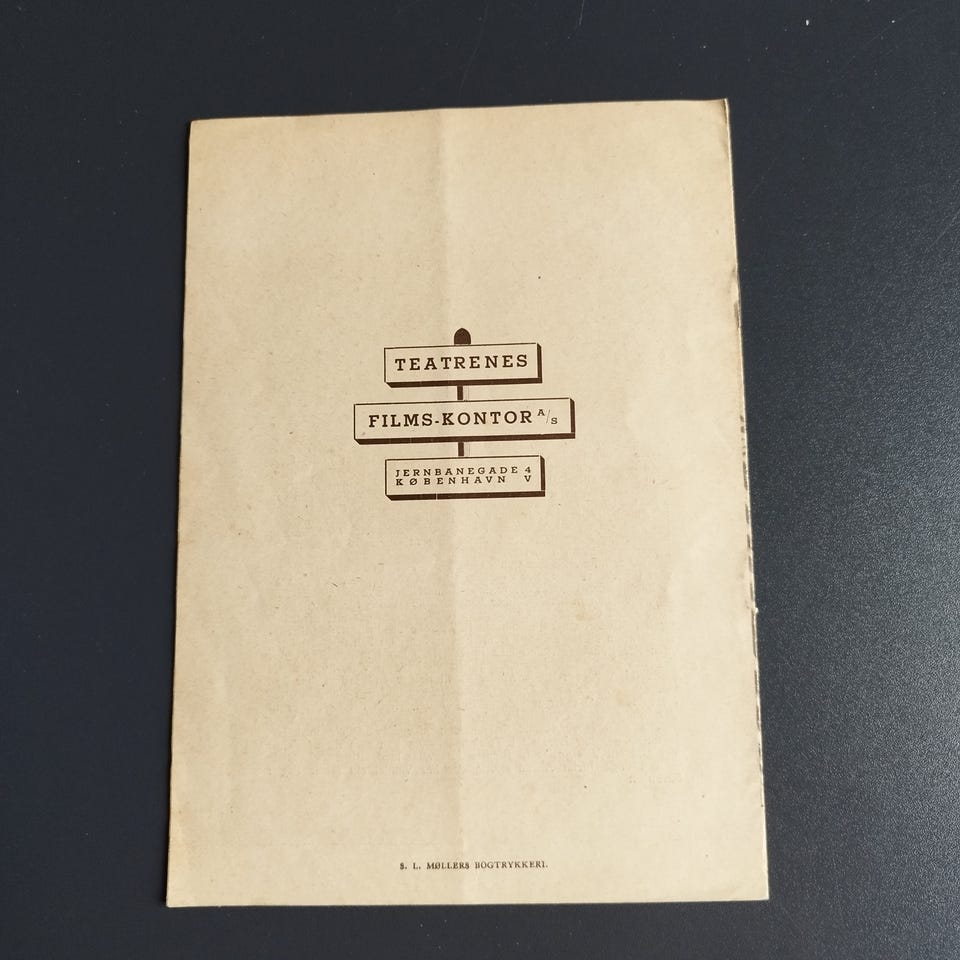 TEATRENES
FILMS-KONTOR A/S
JERNBANEGADE 4
KØBENHAVN V
S. L. MØLLERS BOGTRYKKERI.